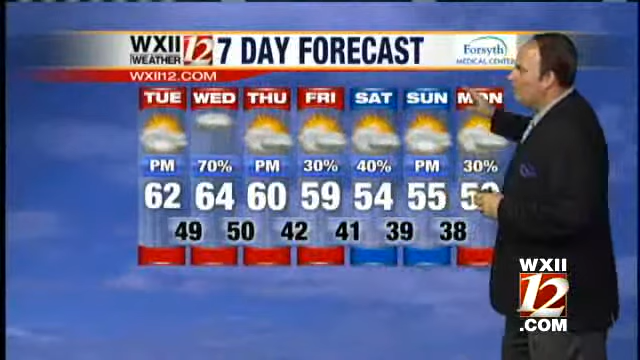 WXII 12 7 DAY FORECAST Forsyth
WEATHER MEDICAL CENTER
WXII12.COM
TUE WED THU FRI SAT SUN MON
PM 70% PM 30% 40% PM 30%
62 64 60 59 54 55
49 50 42 41 39 38
WXII
12
.COM